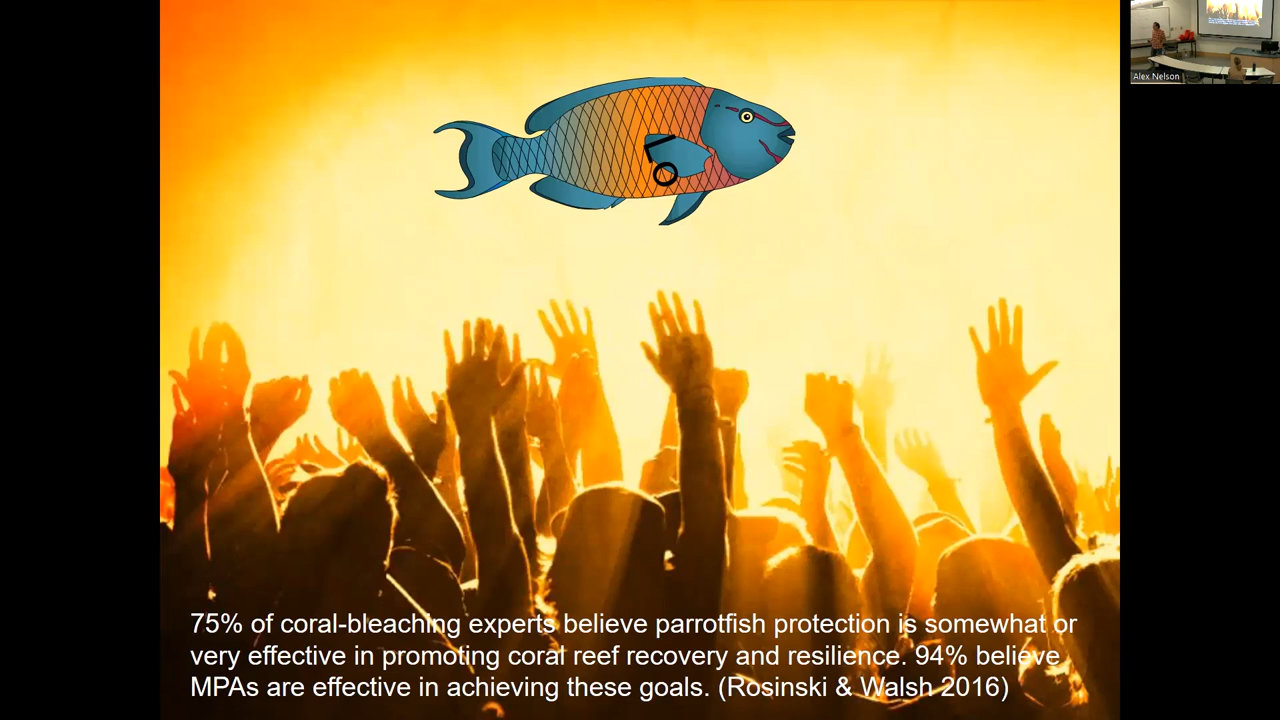 75% of coral-bleaching experts believe parrotfish protection is somewhat or
very effective in promoting coral reef recovery and resilience. 94% believe
MPAs are effective in achieving these goals. (Rosinski & Walsh 2016)
Alex Nelson